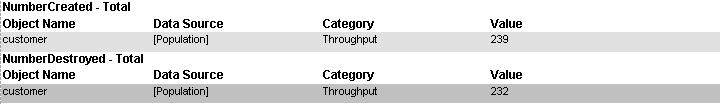 NumberCreated - Total
Object Name Data Source Category Value
customer [Population] Throughput 239
NumberDestroyed - Total
Object Name Data Source Category Value
customer [Population] Throughput 232